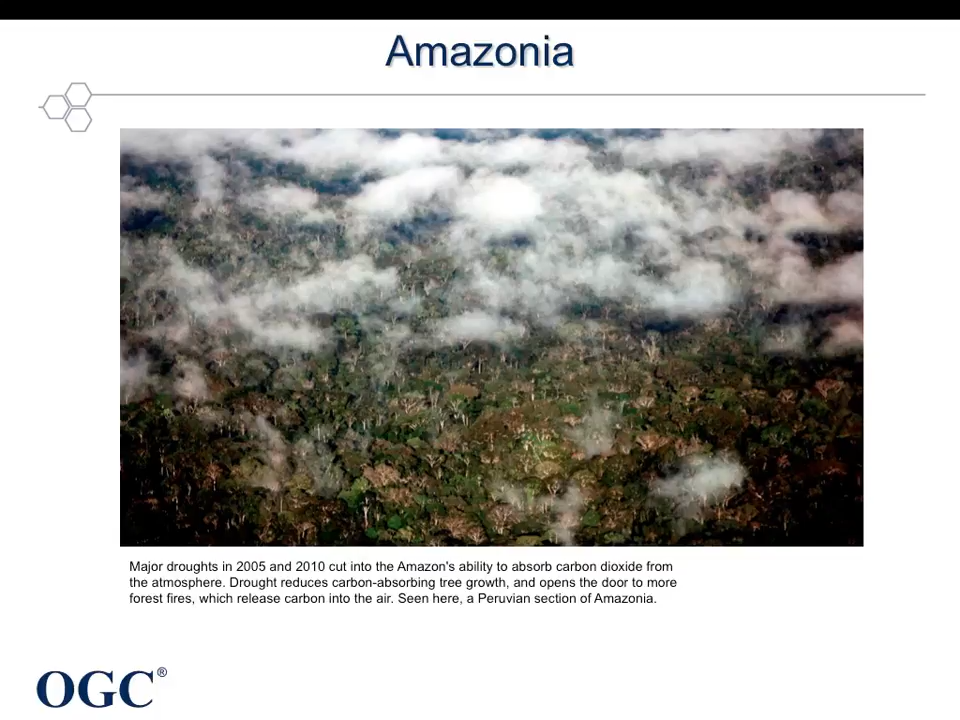 Amazonia
Major droughts in 2005 and 2010 cut into the Amazon's ability to absorb carbon dioxide from
the atmosphere. Drought reduces carbon-absorbing tree growth, and opens the door to more
forest fires, which release carbon into the air. Seen here, a Peruvian section of Amazonia.
OGC®